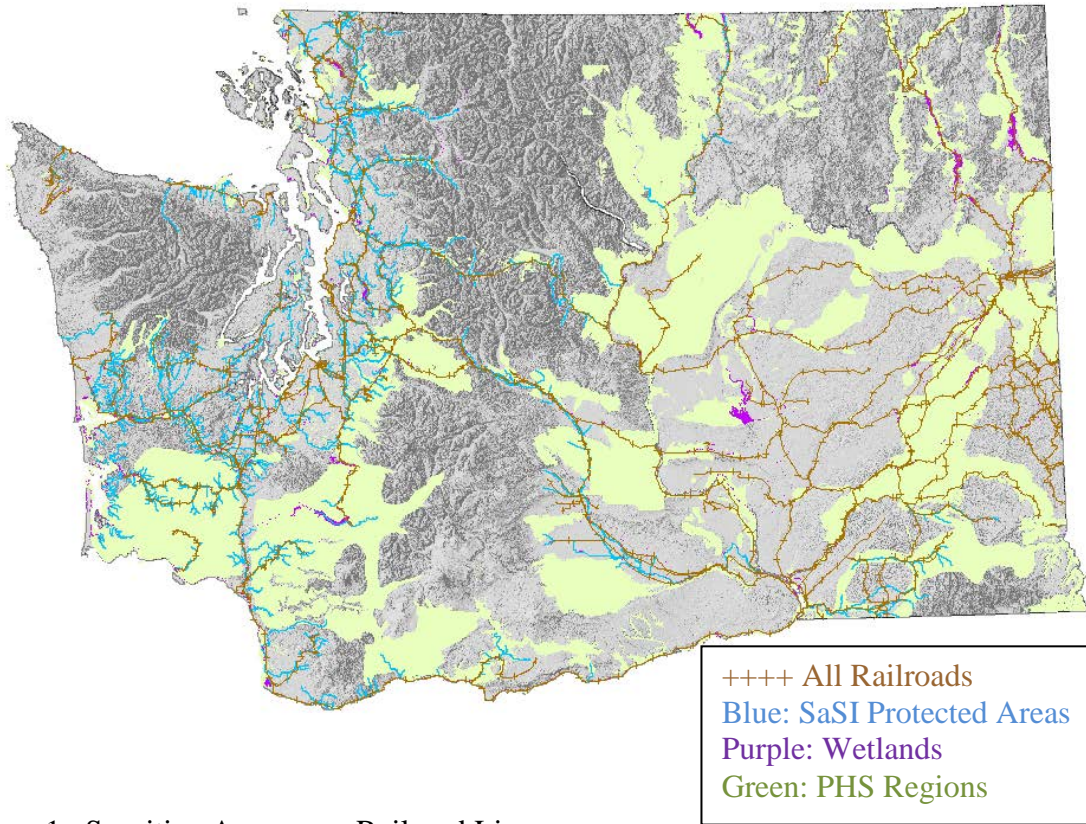 ++++ All Railroads
Blue: SaSI Protected Areas
Purple: Wetlands
Green: PHS Regions